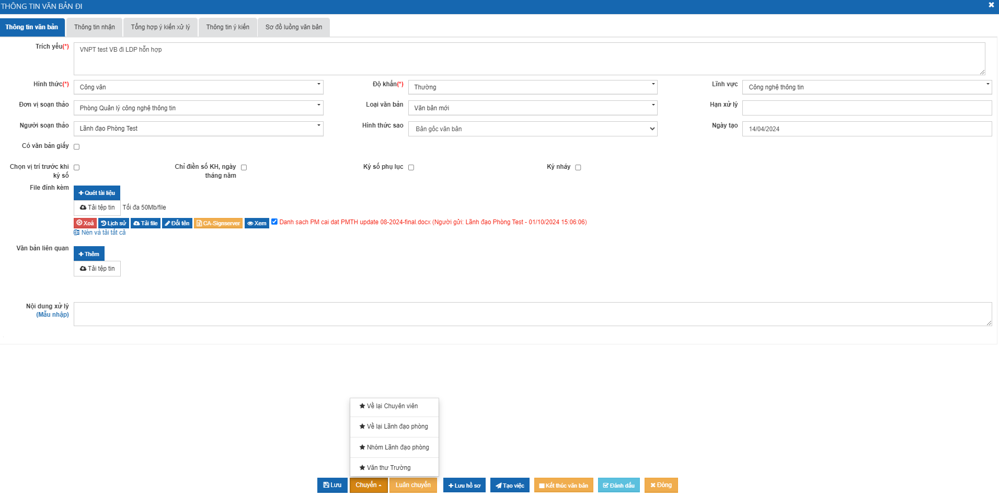 THÔNG TIN VĂN BẢN ĐI
Thông tin văn bản Thông tin nhận Tổng hợp ý kiến xử lý Thông tin ý kiến Sơ đồ luồng văn bản
Trích yếu(*) VNPT test VB đi LDP hỗn hợp
Hình thức(*) Công văn Độ khẩn(*) Thường Lĩnh vực Công nghệ thông tin
Đơn vị soạn thảo Phòng Quản lý công nghệ thông tin Loại văn bản Văn bản mới Hạn xử lý
Người soạn thảo Lãnh đạo Phòng Test Hình thức sao Bản gốc văn bản Ngày tạo 14/04/2024
Có văn bản giấy
Chọn vị trí trước khi Chỉ điền số KH, ngày Ký số phụ lục Ký nháy
ký số tháng năm
File đính kèm
Quét tài liệu
Tải tệp tin Tối đa 50Mb/file
Xoá Lịch sử Tải file Đổi tên CA-Signserver Xem Danh sach PM cai dat PMTH update 08-2024-final.docx (Người gửi: Lãnh đạo Phòng Test - 01/10/2024 15:06:06)
Nén và tải tất cả
Văn bản liên quan
Thêm
Tải tệp tin
Nội dung xử lý
(Mẫu nhập)
Về lại Chuyên viên
Về lại Lãnh đạo phòng
Nhóm Lãnh đạo phòng
Văn thư Trường
Lưu Chuyển Luân chuyển Lưu hồ sơ Tạo việc Kết thúc văn bản Đánh dấu Đóng